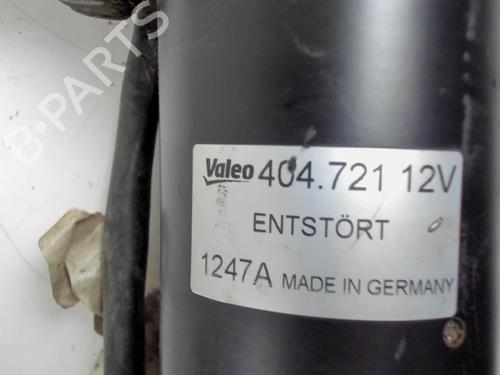 B-PARTS
Valeo 404.721 12V
ENTSTÖRT
1247A MADE IN GERMANY